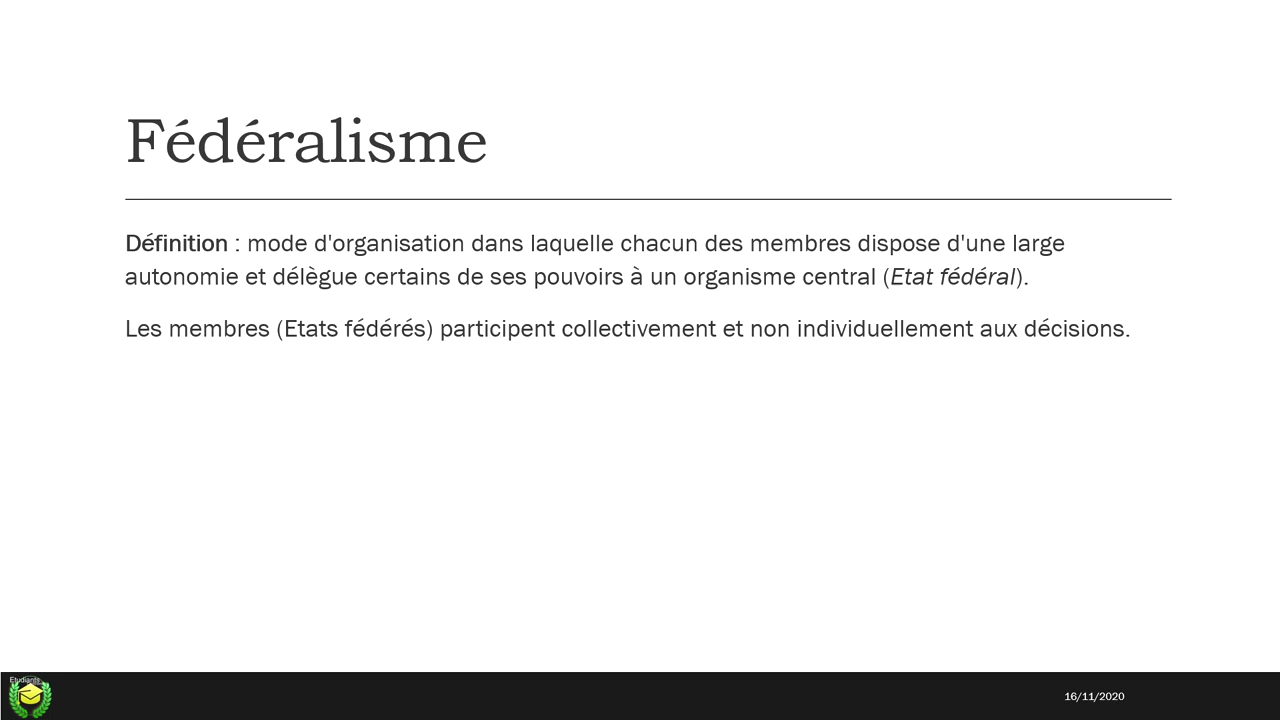 Fédéralisme
Définition : mode d'organisation dans laquelle chacun des membres dispose d'une large
autonomie et délègue certains de ses pouvoirs à un organisme central (Etat fédéral).
Les membres (Etats fédérés) participent collectivement et non individuellement aux décisions.
Etudiants
16/11/2020